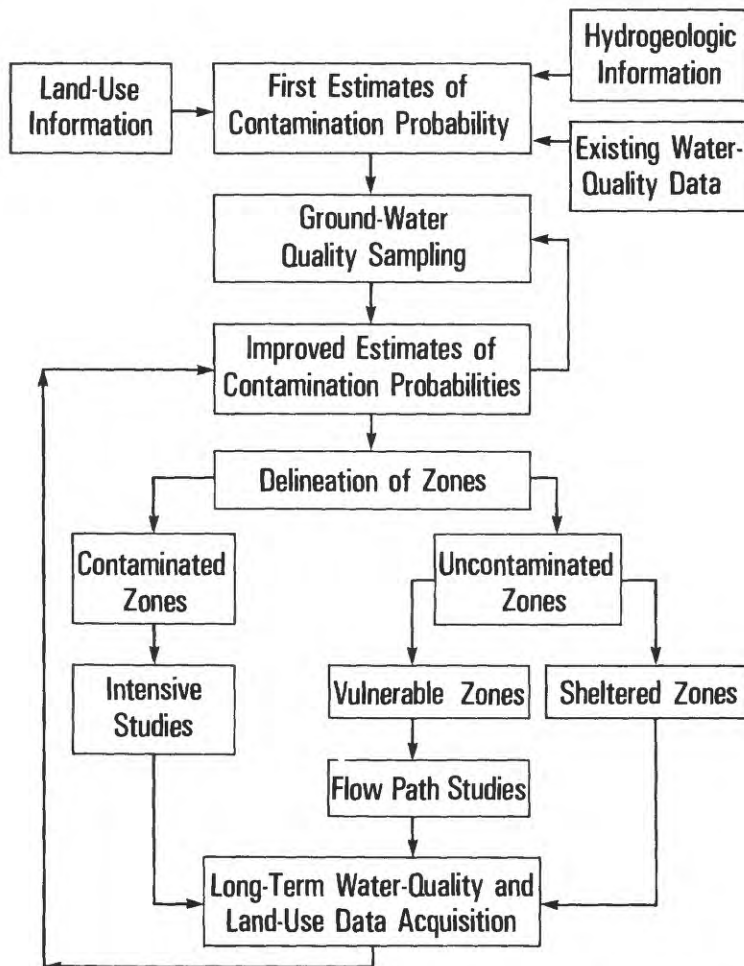 Hydrogeologic
Information
Land-Use
Information
First Estimates of
Contamination Probability
Existing Water-
Quality Data
Ground-Water
Quality Sampling
Improved Estimates of
Contamination Probabilities
Delineation of Zones
Contaminated
Zones
Uncontaminated
Zones
Intensive
Studies
Vulnerable Zones
Sheltered Zones
Flow Path Studies
Long-Term Water-Quality and
Land-Use Data Acquisition